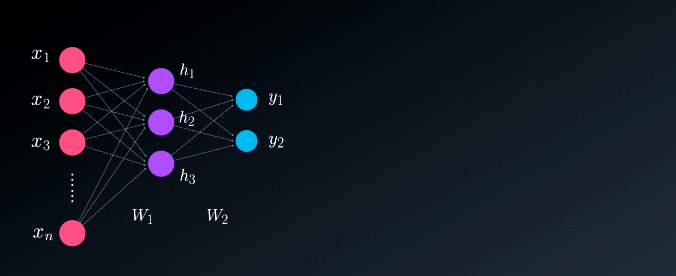 x₁
x₂
x₃
xₙ
h₁
h₂
h₃
y₁
y₂
W₁
W₂